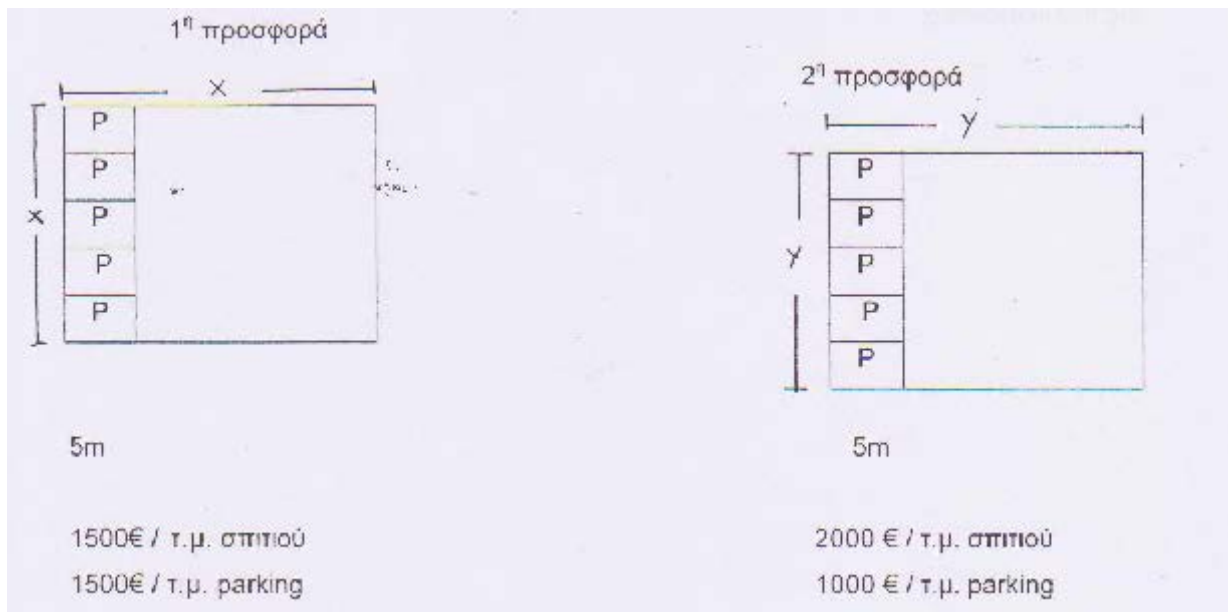 1η προσφορά
x
P
P
P
P
P
x
5m
1500€ / τ.μ. σπιτιού
1500€ / τ.μ. parking
2η προσφορά
y
P
P
P
P
P
y
5m
2000 € / τ.μ. σπιτιού
1000 € / τ.μ. parking